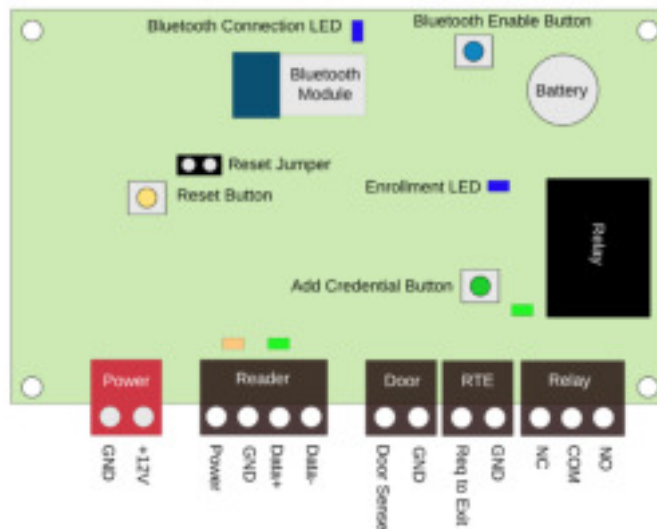 Bluetooth Connection LED
Bluetooth Enable Button
Bluetooth
Module
Battery
Reset Jumper
Reset Button
Enrollment LED
Relay
Add Credential Button
Power
Reader
Door
RTE
Relay
GND
+12V
Power
GND
Data+
Data-
Door Sense
GND
Req to Exit
GND
NC
COM
NO